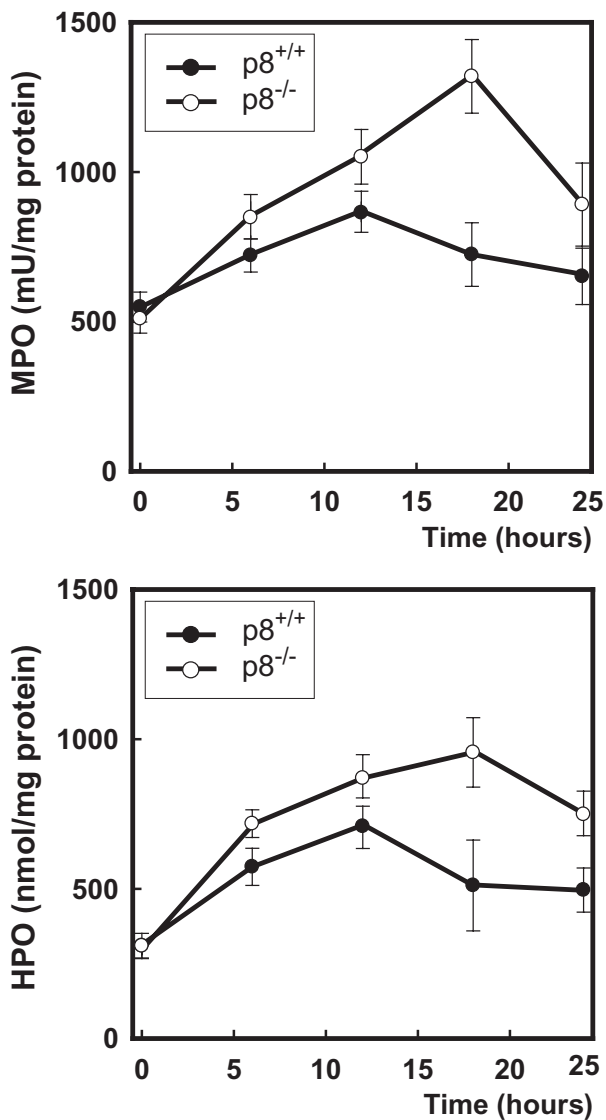 MPO (mU/mg protein)
1500
1000
500
0
p8+/+
p8-/-
0 5 10 15 20 25
Time (hours)
HPO (nmol/mg protein)
1500
1000
500
0
p8+/+
p8-/-
0 5 10 15 20 25
Time (hours)